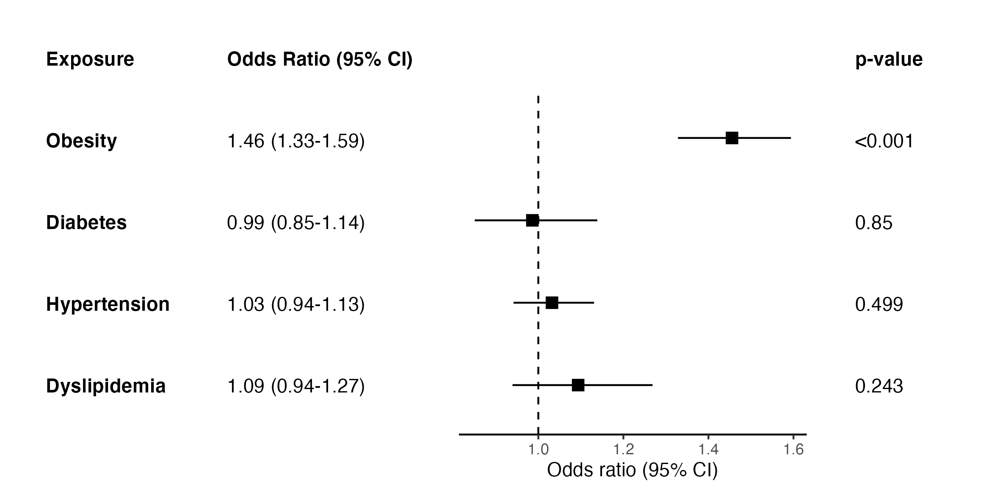 Exposure Odds Ratio (95% CI) p-value
Obesity 1.46 (1.33-1.59) <0.001
Diabetes 0.99 (0.85-1.14) 0.85
Hypertension 1.03 (0.94-1.13) 0.499
Dyslipidemia 1.09 (0.94-1.27) 0.243
1.0 1.2 1.4 1.6
Odds ratio (95% CI)